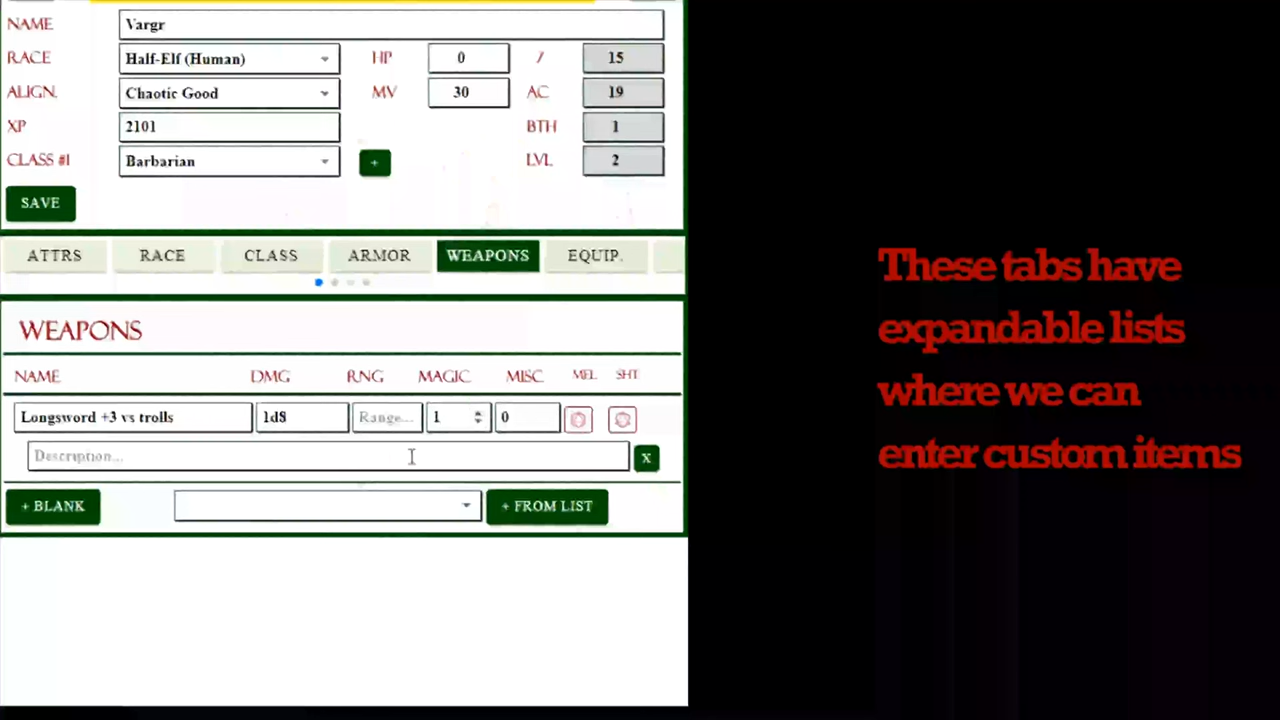 NAME Vargr
RACE Half-Elf (Human) HP 0 / 15
ALIGN. Chaotic Good MV 30 AC 19
XP 2101 BTH 1
CLASS #1 Barbarian + LVL 2
SAVE
ATTRS RACE CLASS ARMOR WEAPONS EQUIP.
WEAPONS
NAME DMG RNG MAGIC MISC MEL SHT
Longsword +3 vs trolls 1d8 Range... 1 0
Description... X
+ BLANK + FROM LIST
These tabs have
expandable lists
where we can
enter custom items